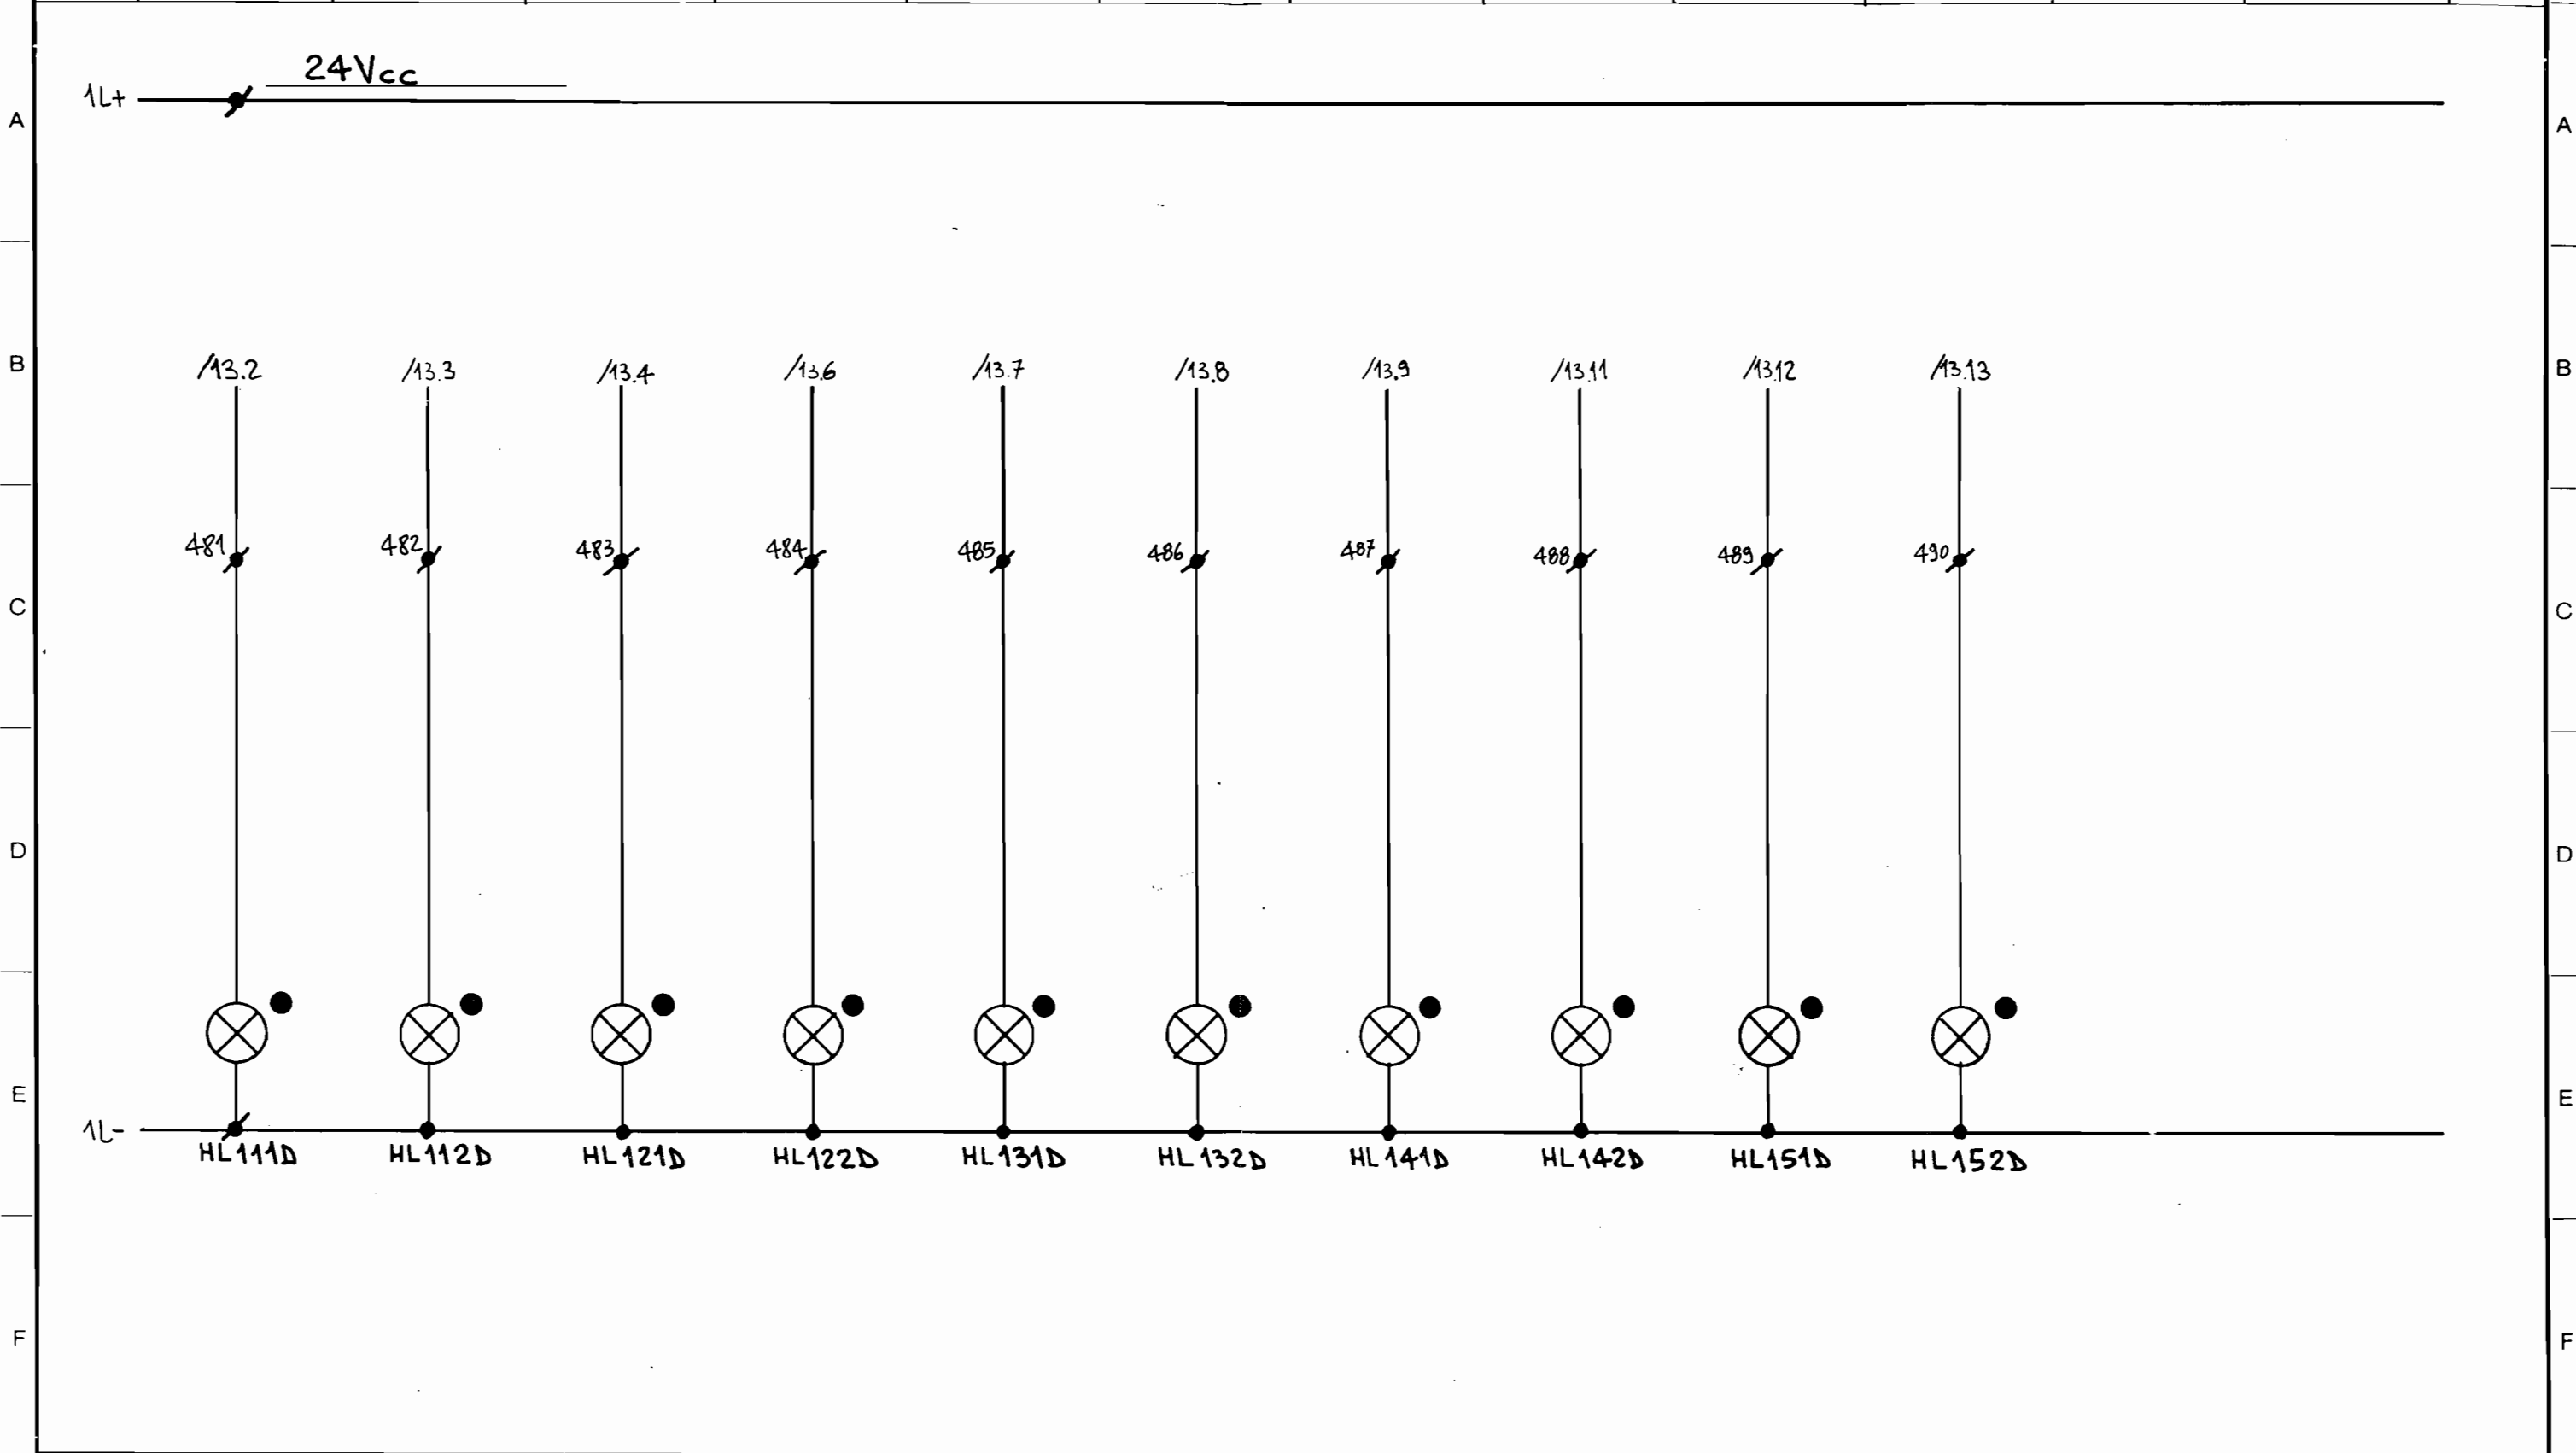 24Vcc
1L+
A A
B /13.2 /13.3 /13.4 /13.6 /13.7 /13.8 /13.9 /13.11 /13.12 /13.13 B
481 482 483 484 485 486 487 488 489 490
C C
D D
E E
1L-
HL111D HL112D HL121D HL122D HL131D HL132D HL141D HL142D HL151D HL152D
F F